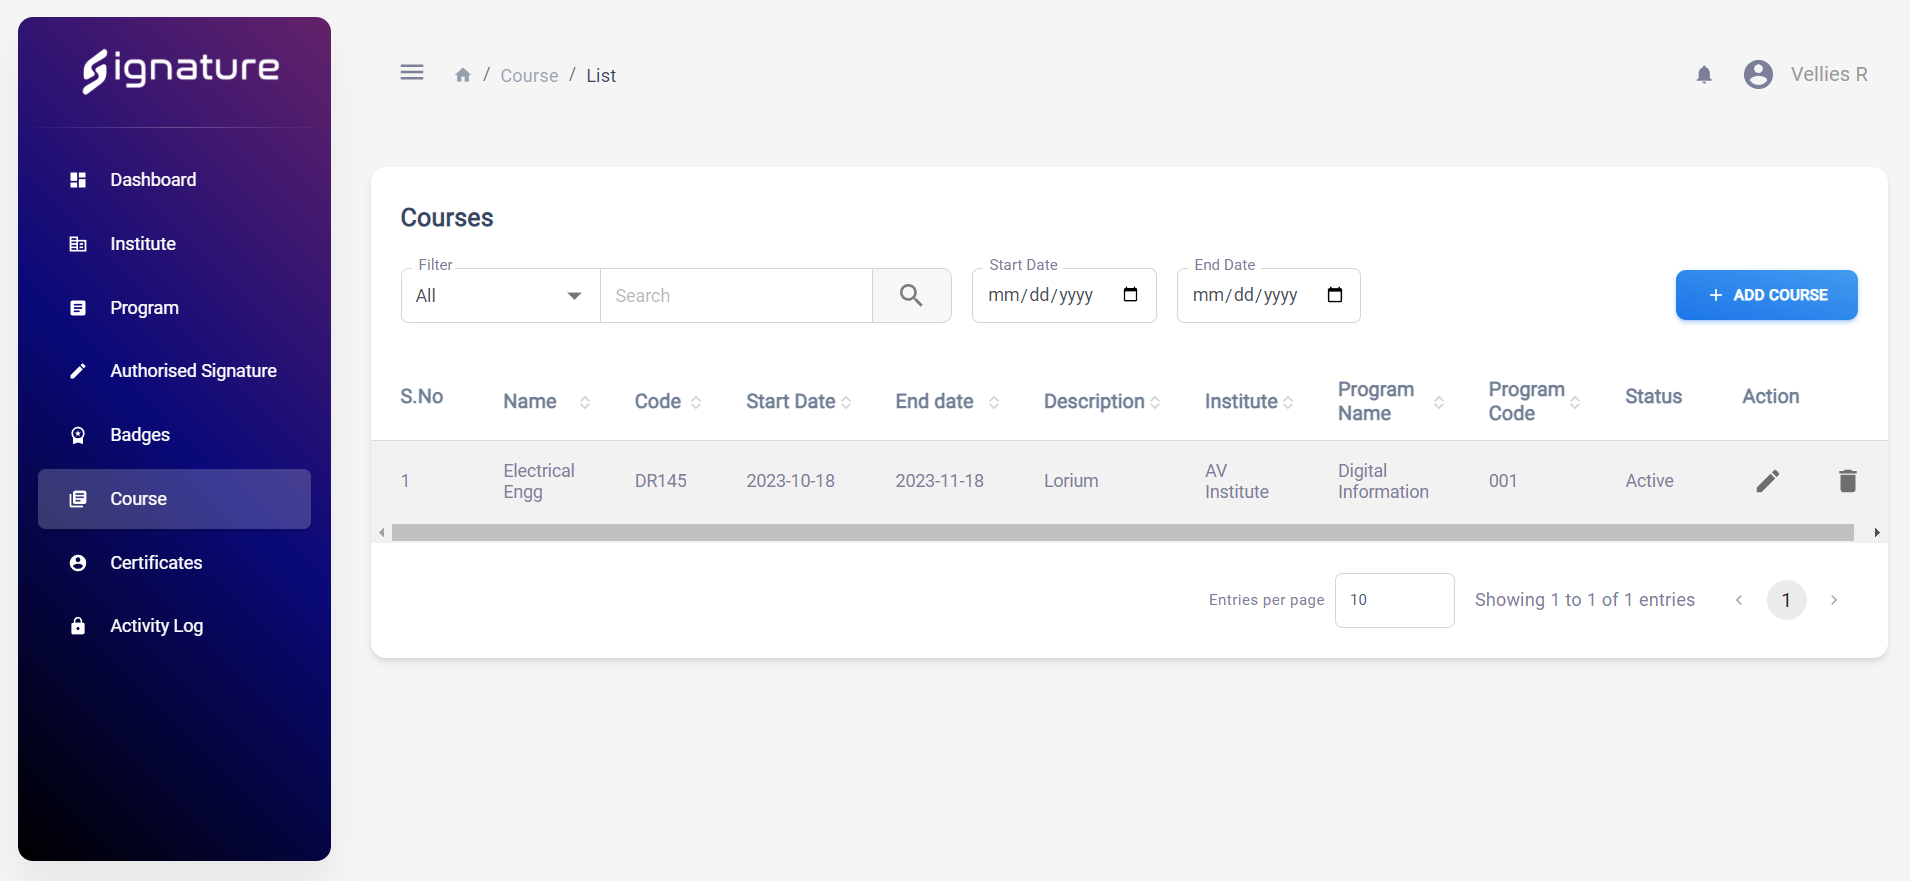 Signature
Dashboard
Institute
Program
Authorised Signature
Badges
Course
Certificates
Activity Log
/ Course / List
Vellies R
Courses
Filter
All
Search
Start Date
mm/dd/yyyy
End Date
mm/dd/yyyy
+ ADD COURSE
S.No Name Code Start Date End date Description Institute Program Name Program Code Status Action
1 Electrical Engg DR145 2023-10-18 2023-11-18 Lorium AV Institute Digital Information 001 Active
Entries per page 10 Showing 1 to 1 of 1 entries 1